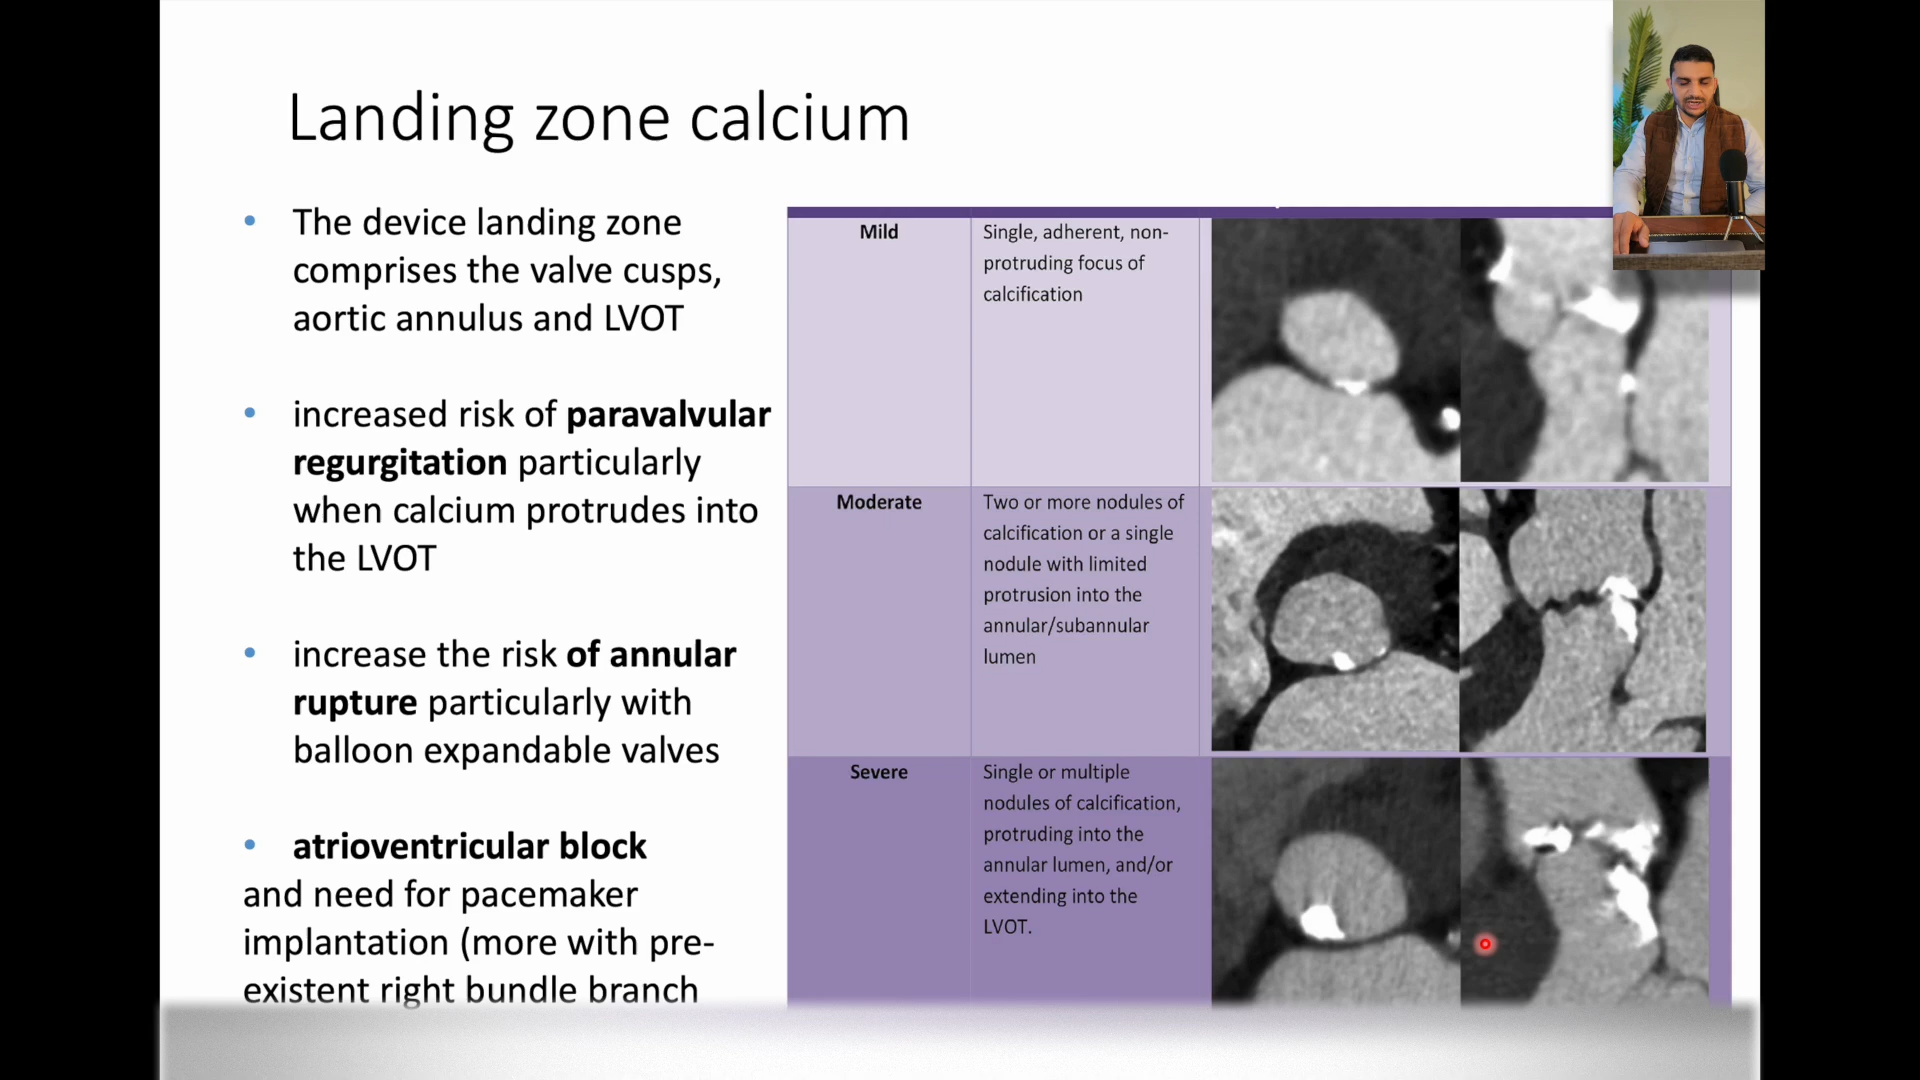 Landing zone calcium
• The device landing zone
comprises the valve cusps,
aortic annulus and LVOT
• increased risk of paravalvular
regurgitation particularly
when calcium protrudes into
the LVOT
• increase the risk of annular
rupture particularly with
balloon expandable valves
• atrioventricular block
and need for pacemaker
implantation (more with pre-
existent right bundle branch
Mild
Single, adherent, non-
protruding focus of
calcification
Moderate
Two or more nodules of
calcification or a single
nodule with limited
protrusion into the
annular/subannular
lumen
Severe
Single or multiple
nodules of calcification,
protruding into the
annular lumen, and/or
extending into the
LVOT.